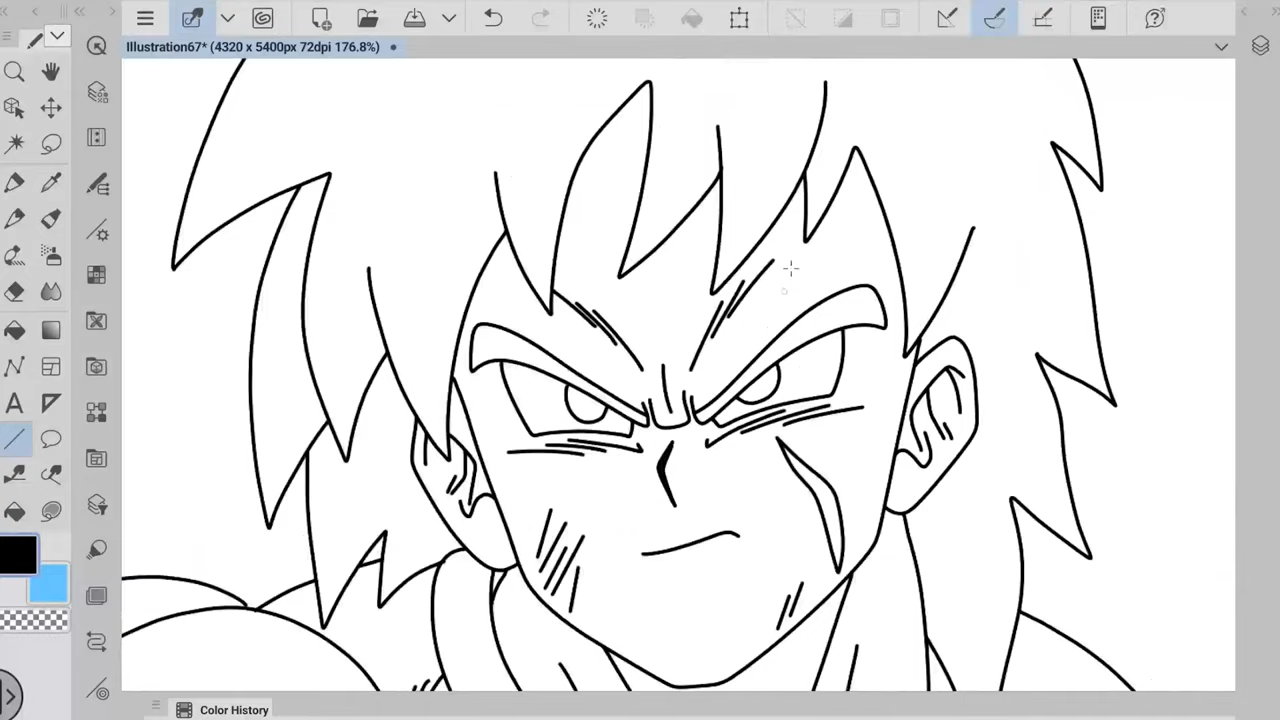 Illustration67* (4320 x 5400px 72dpi 176.8%)
Color History